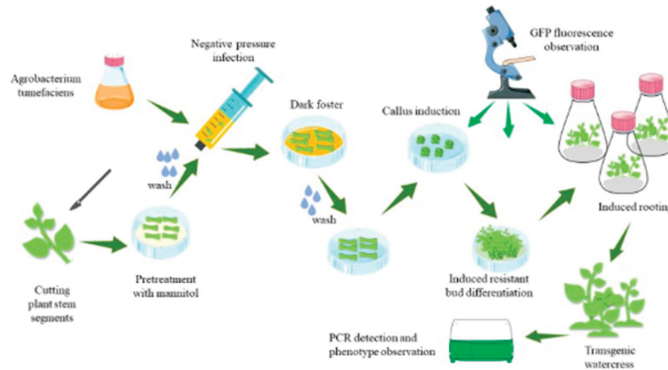 Negative pressure
infection
GFP fluorescence
observation
Agrobacterium
tumefaciens
Dark foster
Callus induction
wash
wash
Induced rooting
Cutting
plant stem
segments
Pretreatment
with mannitol
Induced resistant
bud differentiation
PCR detection and
phenotype observation
Transgenic
watercress